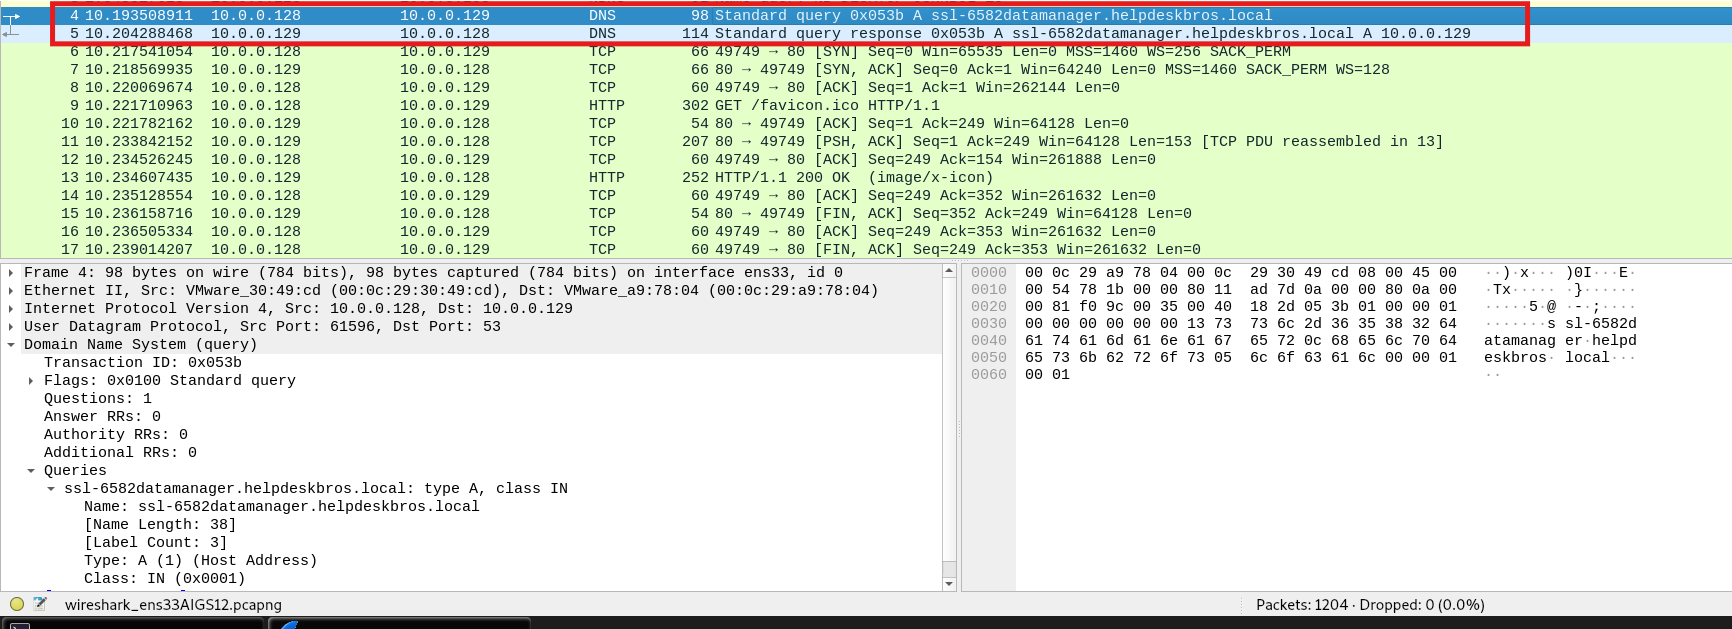 4 10.193508911 10.0.0.128 10.0.0.129 DNS 98 Standard query 0x053b A ssl-6582datamanager.helpdeskbros.local
5 10.204288468 10.0.0.129 10.0.0.128 DNS 114 Standard query response 0x053b A ssl-6582datamanager.helpdeskbros.local A 10.0.0.129
6 10.217541054 10.0.0.128 10.0.0.129 TCP 66 49749 → 80 [SYN] Seq=0 Win=65535 Len=0 MSS=1460 WS=256 SACK_PERM
7 10.218569935 10.0.0.129 10.0.0.128 TCP 66 80 → 49749 [SYN, ACK] Seq=0 Ack=1 Win=64240 Len=0 MSS=1460 SACK_PERM WS=128
8 10.220069674 10.0.0.128 10.0.0.129 TCP 60 49749 → 80 [ACK] Seq=1 Ack=1 Win=262144 Len=0
9 10.221710963 10.0.0.128 10.0.0.129 HTTP 302 GET /favicon.ico HTTP/1.1
10 10.221782162 10.0.0.129 10.0.0.128 TCP 54 80 → 49749 [ACK] Seq=1 Ack=249 Win=64128 Len=0
11 10.233842152 10.0.0.129 10.0.0.128 TCP 207 80 → 49749 [PSH, ACK] Seq=1 Ack=249 Win=64128 Len=153 [TCP PDU reassembled in 13]
12 10.234526245 10.0.0.128 10.0.0.129 TCP 60 49749 → 80 [ACK] Seq=249 Ack=154 Win=261888 Len=0
13 10.234607435 10.0.0.129 10.0.0.128 HTTP 252 HTTP/1.1 200 OK (image/x-icon)
14 10.235128554 10.0.0.128 10.0.0.129 TCP 60 49749 → 80 [ACK] Seq=249 Ack=352 Win=261632 Len=0
15 10.236158716 10.0.0.129 10.0.0.128 TCP 54 80 → 49749 [FIN, ACK] Seq=352 Ack=249 Win=64128 Len=0
16 10.236505334 10.0.0.128 10.0.0.129 TCP 60 49749 → 80 [ACK] Seq=249 Ack=353 Win=261632 Len=0
17 10.239014207 10.0.0.128 10.0.0.129 TCP 60 49749 → 80 [FIN, ACK] Seq=249 Ack=353 Win=261632 Len=0
Frame 4: 98 bytes on wire (784 bits), 98 bytes captured (784 bits) on interface ens33, id 0
Ethernet II, Src: VMware_30:49:cd (00:0c:29:30:49:cd), Dst: VMware_a9:78:04 (00:0c:29:a9:78:04)
Internet Protocol Version 4, Src: 10.0.0.128, Dst: 10.0.0.129
User Datagram Protocol, Src Port: 61596, Dst Port: 53
Domain Name System (query)
Transaction ID: 0x053b
Flags: 0x0100 Standard query
Questions: 1
Answer RRs: 0
Authority RRs: 0
Additional RRs: 0
Queries
ssl-6582datamanager.helpdeskbros.local: type A, class IN
Name: ssl-6582datamanager.helpdeskbros.local
[Name Length: 38]
[Label Count: 3]
Type: A (1) (Host Address)
Class: IN (0x0001)
0000 00 0c 29 a9 78 04 00 0c 29 30 49 cd 08 00 45 00 ··)·x··· )0I···E·
0010 00 54 78 1b 00 00 80 11 ad 7d 0a 00 00 80 0a 00 ·Tx····· ·}······
0020 00 81 f0 9c 00 35 00 40 18 2d 05 3b 01 00 00 01 ·····5·@ ·-·;····
0030 00 00 00 00 00 00 13 73 73 6c 2d 36 35 38 32 64 ·······s sl-6582d
0040 61 74 61 6d 61 6e 61 67 65 72 0c 68 65 6c 70 64 atamanag er·helpd
0050 65 73 6b 62 72 6f 73 05 6c 6f 63 61 6c 00 00 01 eskbros· local···
0060 00 01 ··
wireshark_ens33AIGS12.pcapng
Packets: 1204 · Dropped: 0 (0.0%)